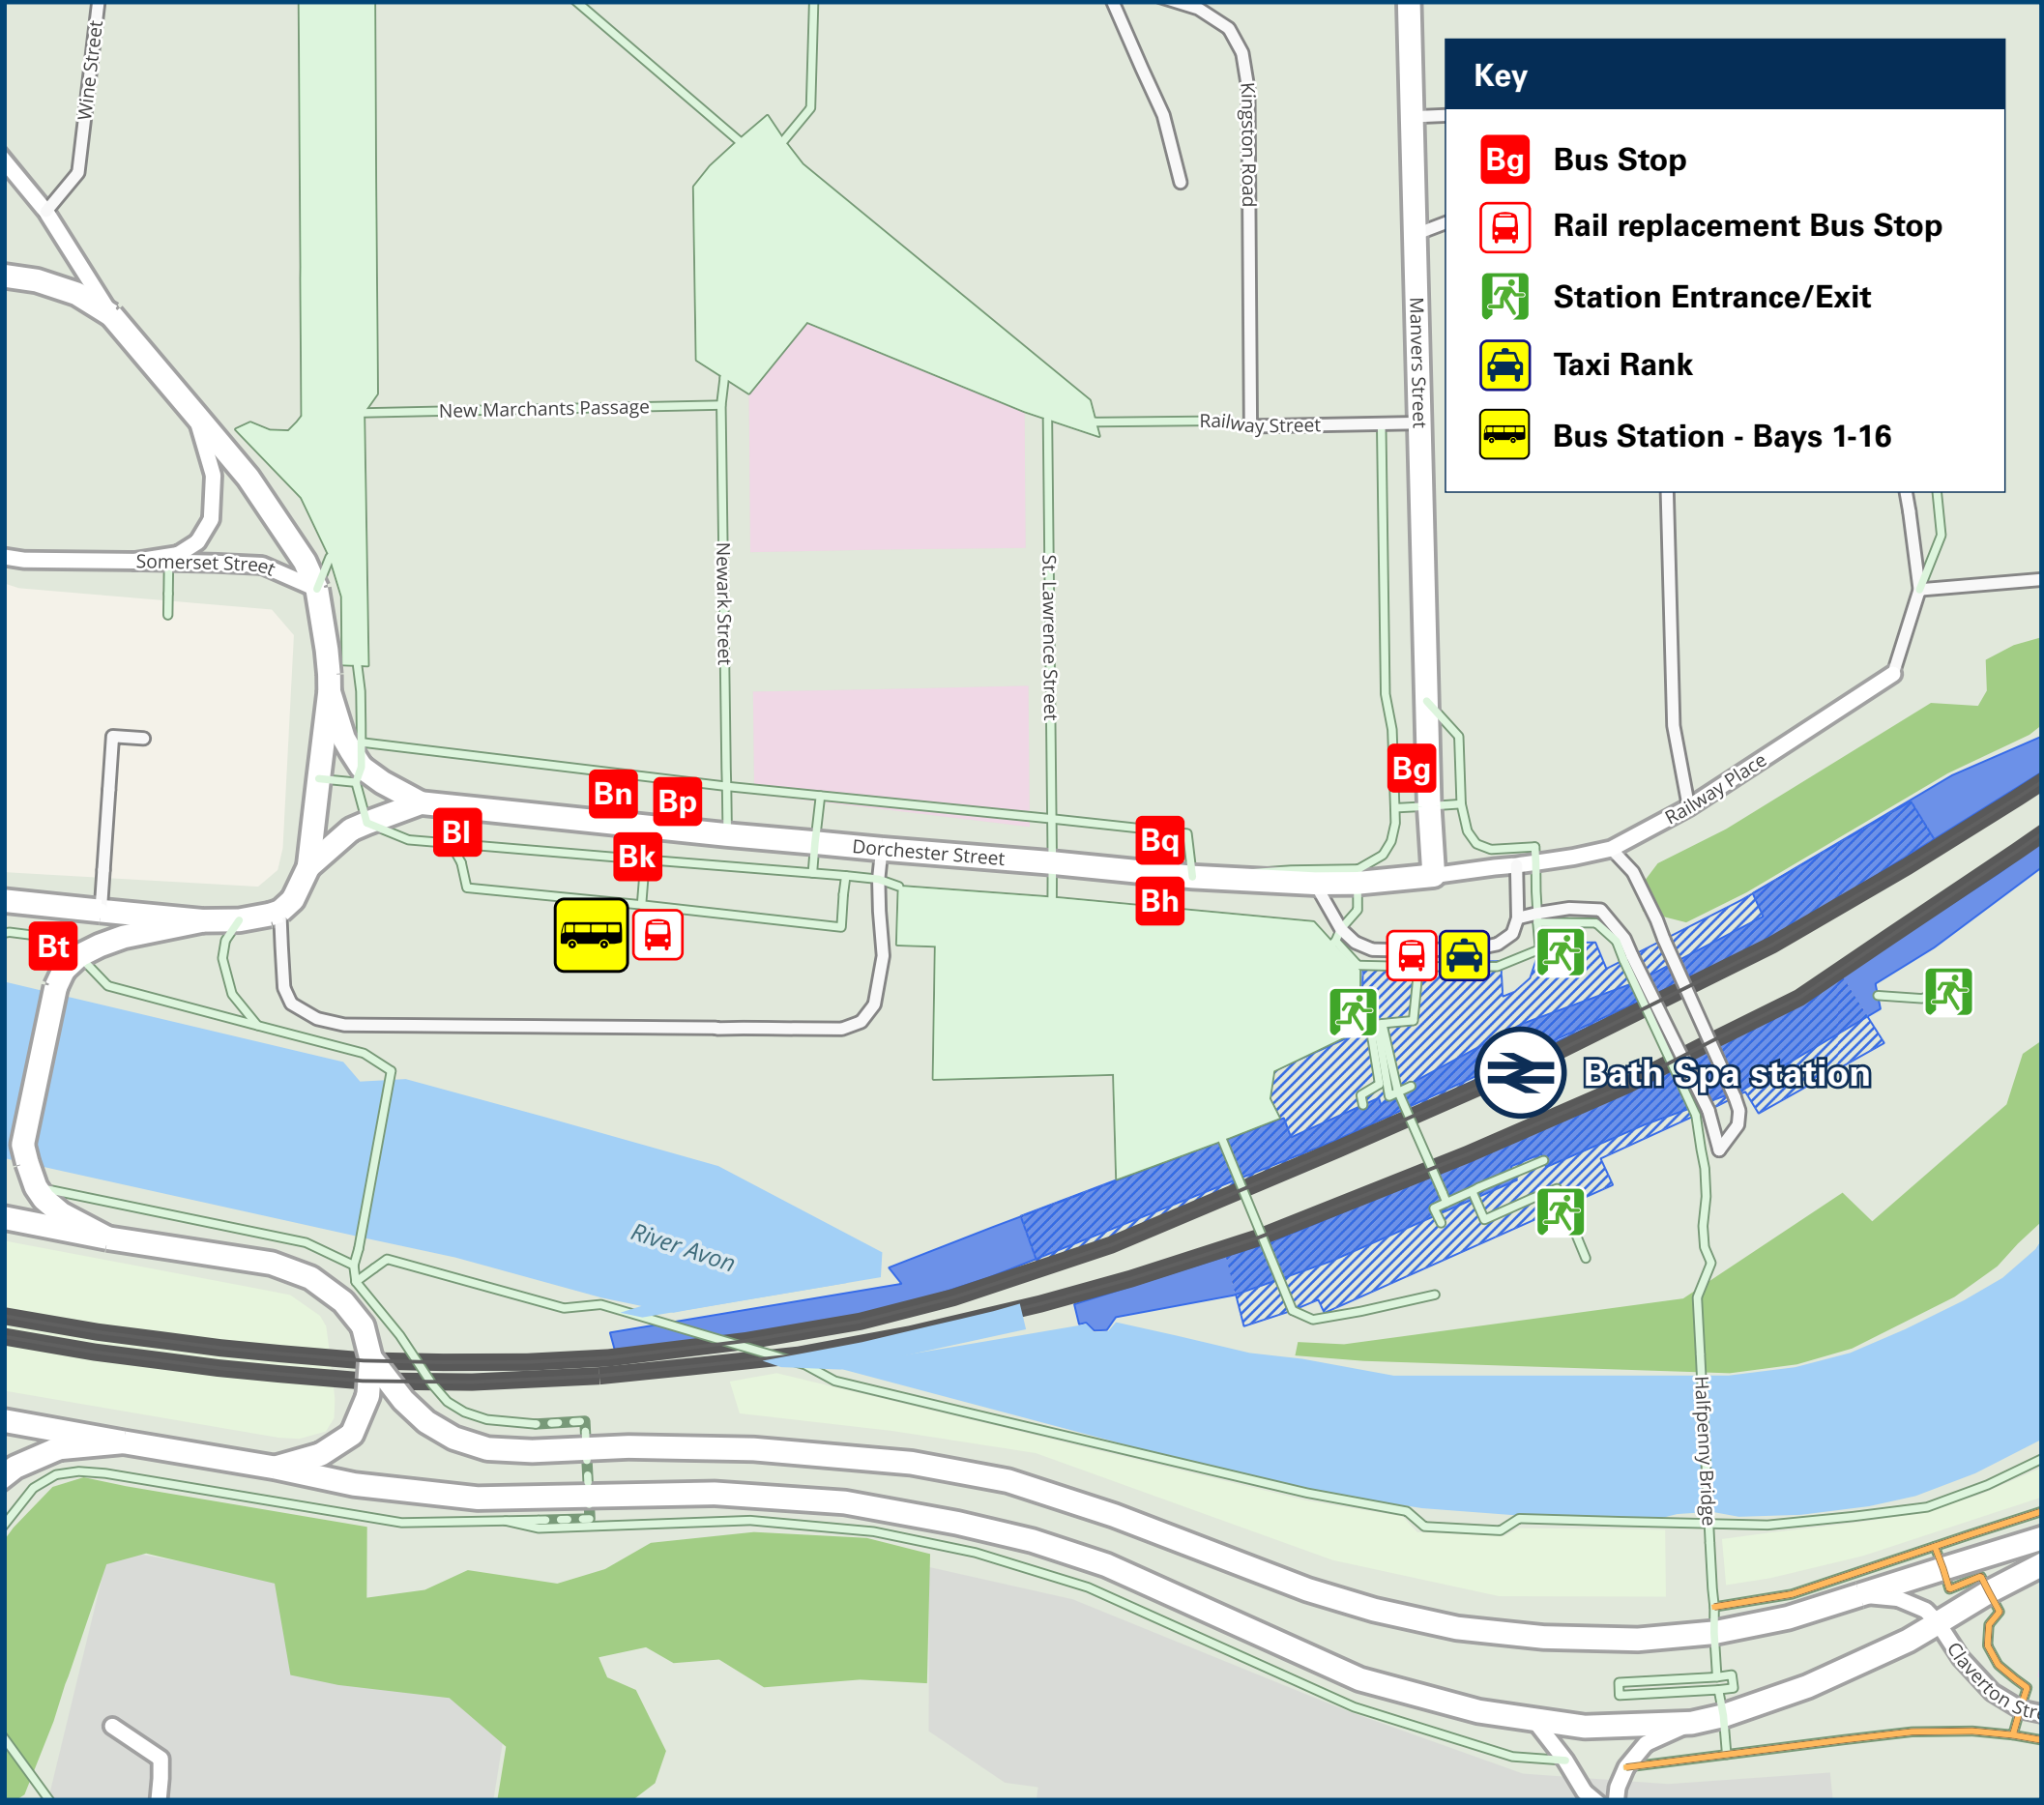 Wine Street
Kingston Road
Key
Bg Bus Stop
Rail replacement Bus Stop
Station Entrance/Exit
Taxi Rank
Bus Station - Bays 1-16
Manvers Street
New Marchants Passage
Railway Street
Somerset Street
Newark Street
St. Lawrence Street
Bg
Railway Place
Bn
Bp
Bl
Bk
Bq
Dorchester Street
Bh
Bt
Bath Spa station
River Avon
Halfpenny Bridge
Claverton Stre